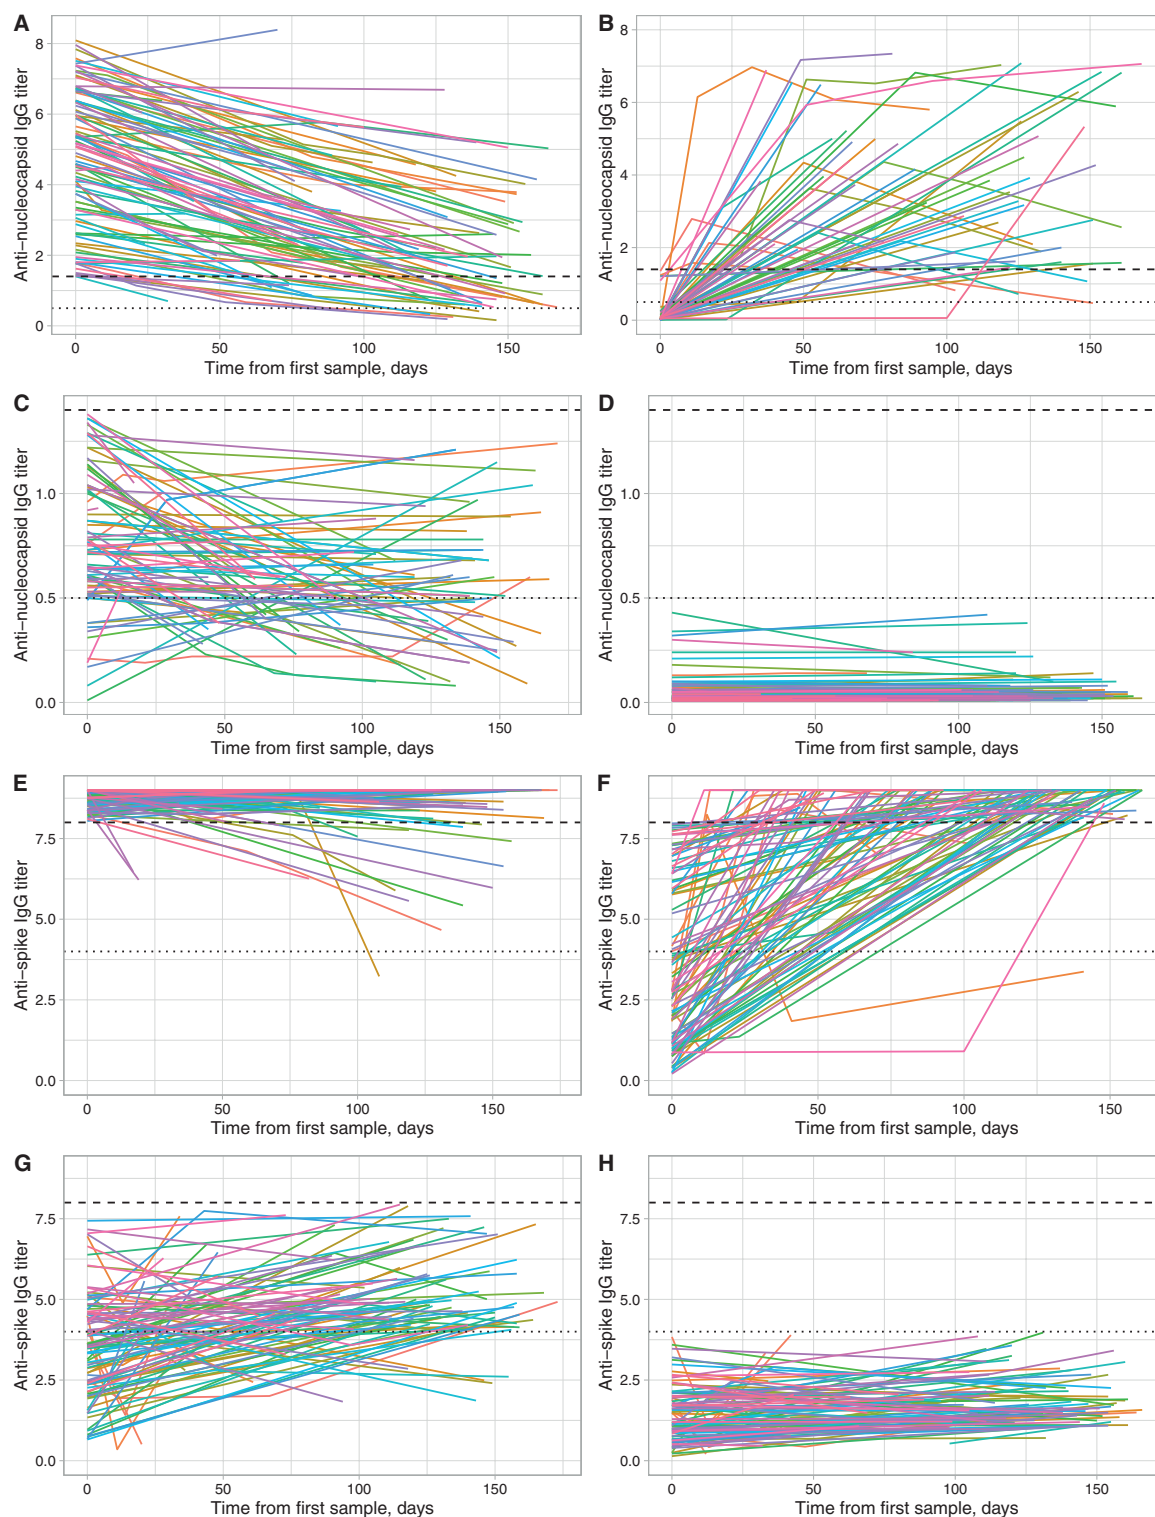 A
Anti−nucleocapsid IgG titer
8
6
4
2
0
0 50 100 150
Time from first sample, days
B
Anti−nucleocapsid IgG titer
8
6
4
2
0
0 50 100 150
Time from first sample, days
C
Anti−nucleocapsid IgG titer
1.0
0.5
0.0
0 50 100 150
Time from first sample, days
D
Anti−nucleocapsid IgG titer
1.0
0.5
0.0
0 50 100 150
Time from first sample, days
E
Anti−spike IgG titer
7.5
5.0
2.5
0.0
0 50 100 150
Time from first sample, days
F
Anti−spike IgG titer
7.5
5.0
2.5
0.0
0 50 100 150
Time from first sample, days
G
Anti−spike IgG titer
7.5
5.0
2.5
0.0
0 50 100 150
Time from first sample, days
H
Anti−spike IgG titer
7.5
5.0
2.5
0.0
0 50 100 150
Time from first sample, days